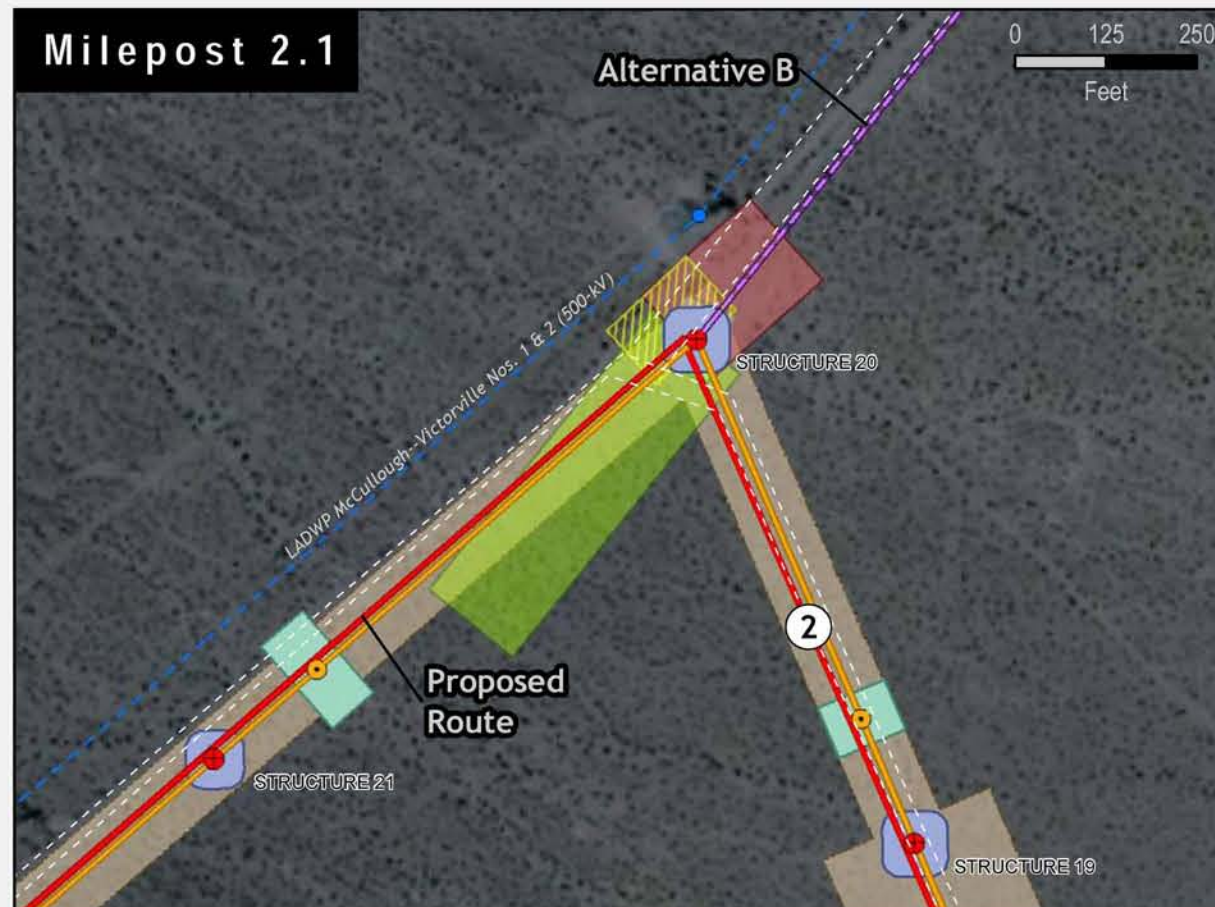 Milepost 2.1
0 125 250
Feet
Alternative B
LADWP McCullough--Victorville Nos. 1 & 2 (500-kV)
STRUCTURE 20
2
Proposed
Route
STRUCTURE 21
STRUCTURE 19